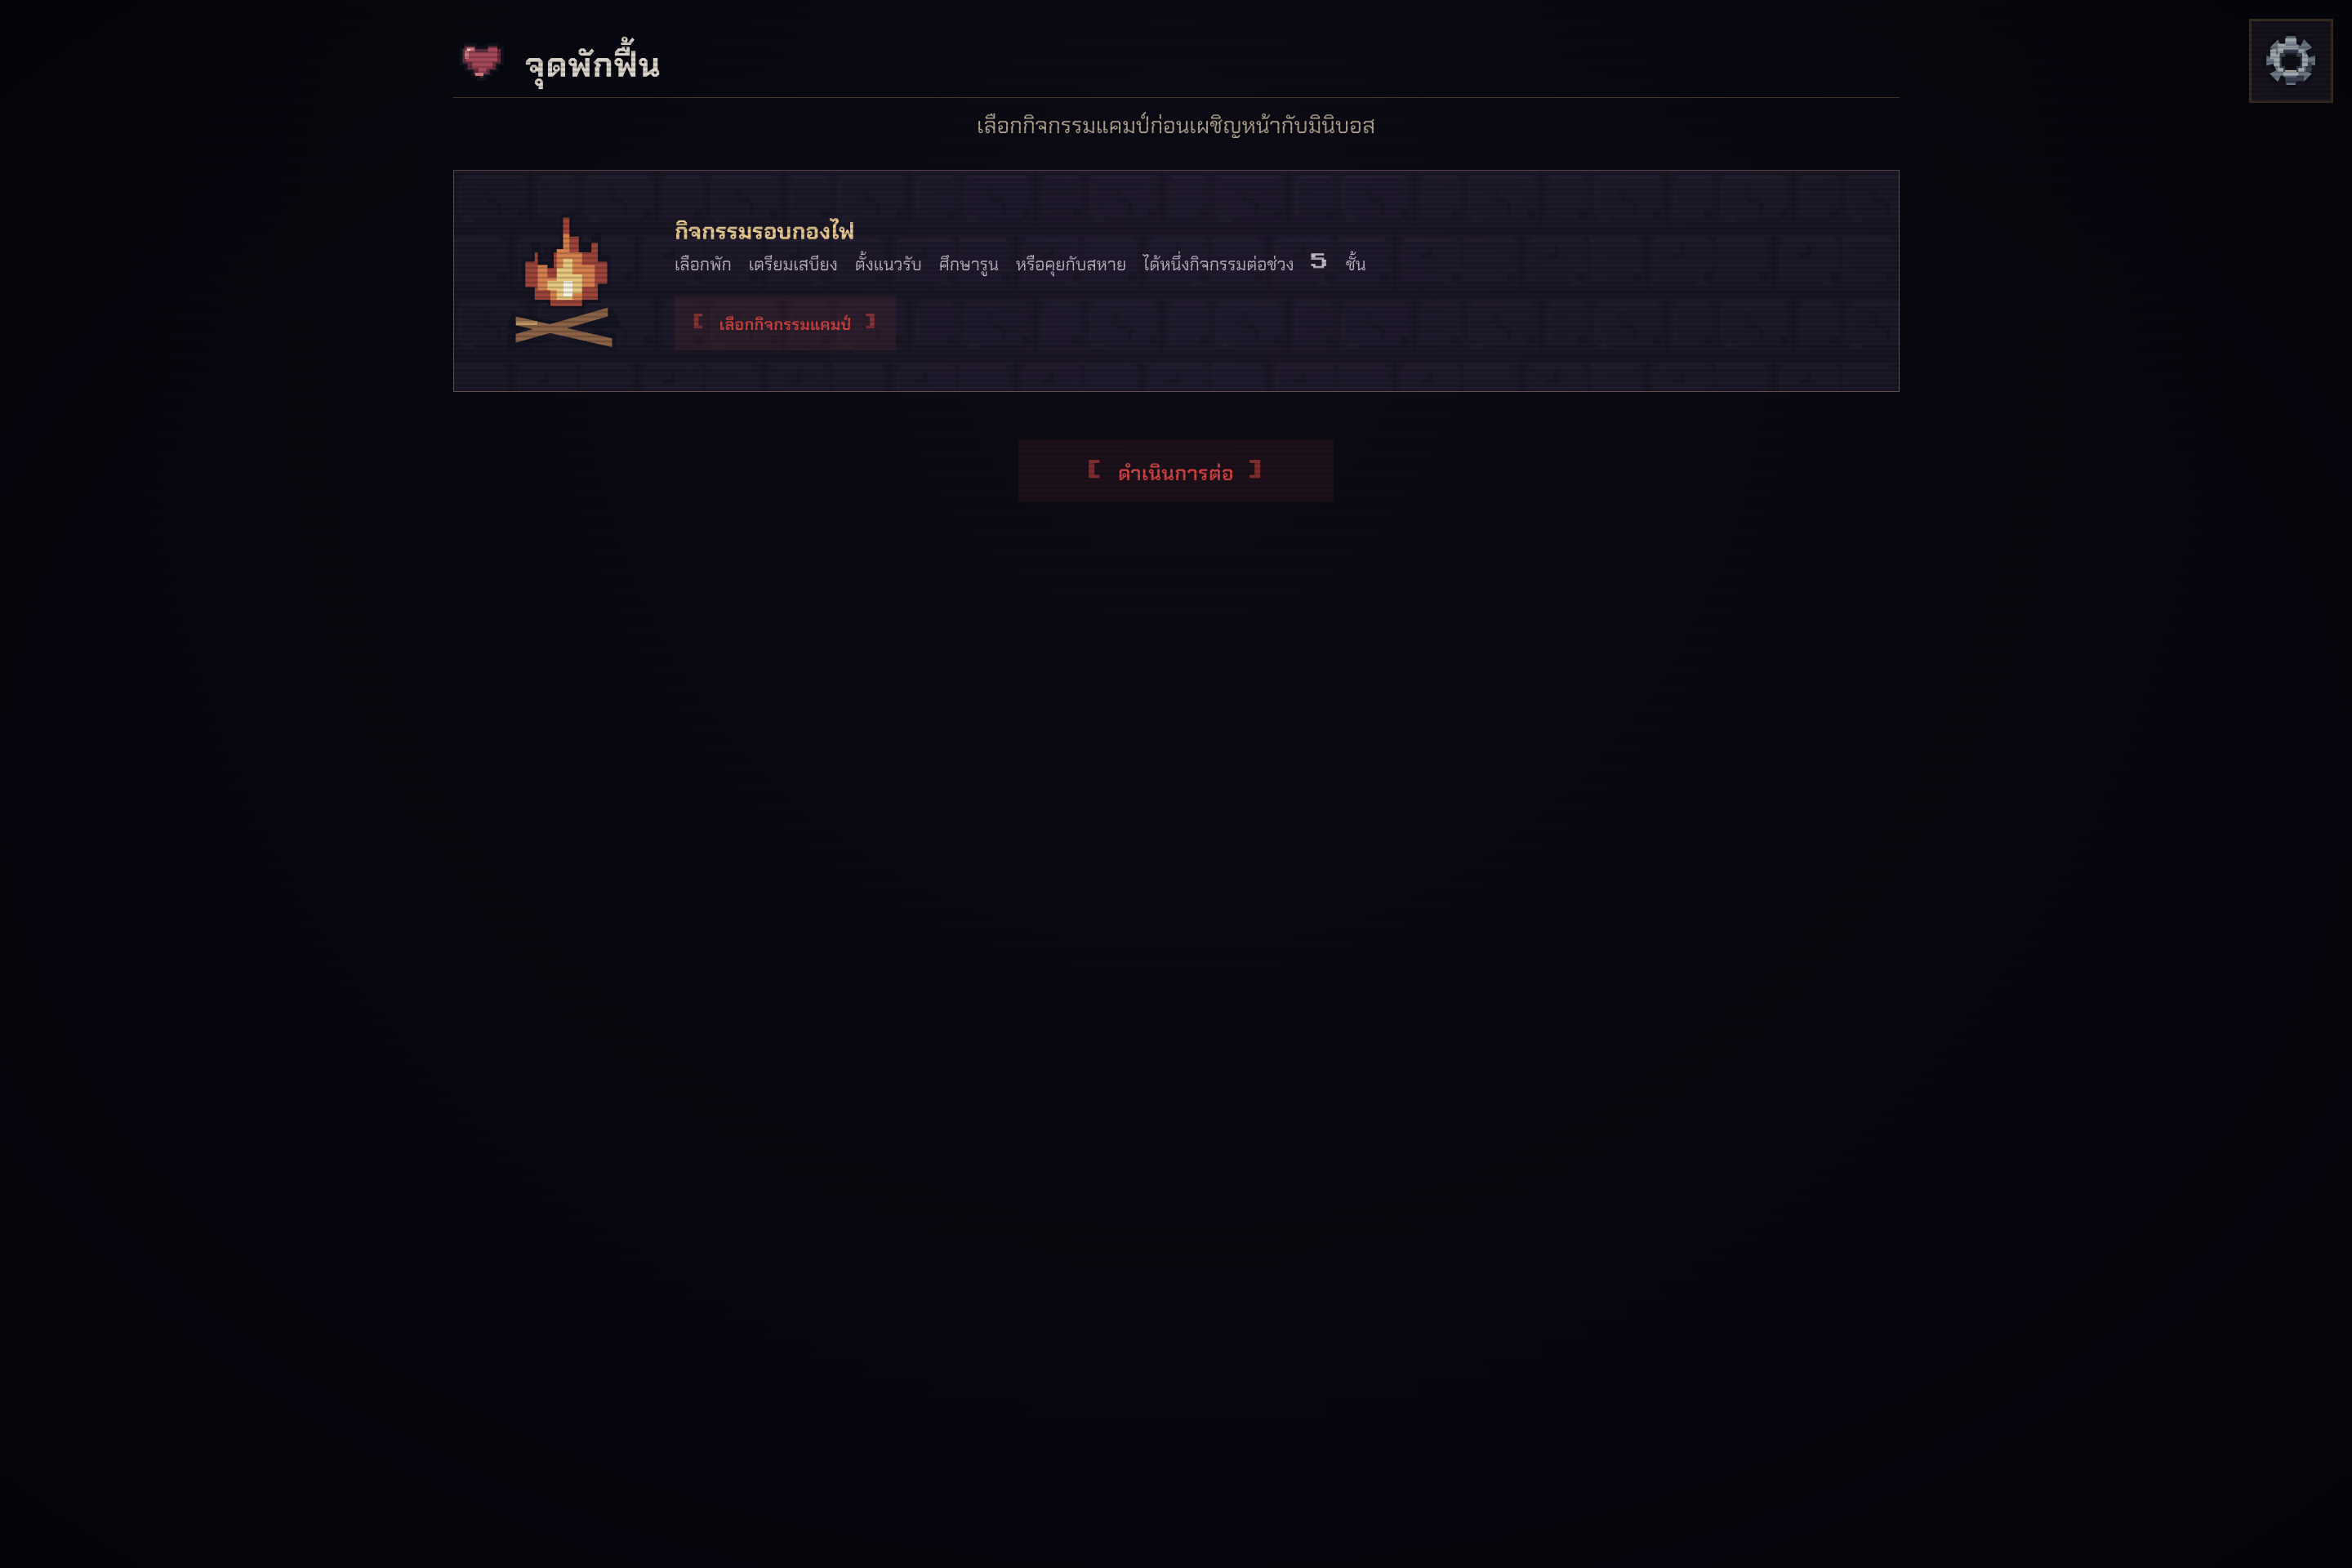 จุดพักฟื้น
เลือกกิจกรรมแคมป์ก่อนเผชิญหน้ากับมินิบอส
กิจกรรมรอบกองไฟ
เลือกพัก เตรียมเสบียง ตั้งแนวรับ ศึกษารูน หรือคุยกับสหาย ได้หนึ่งกิจกรรมต่อช่วง 5 ชั้น
[ เลือกกิจกรรมแคมป์ ]
[ ดำเนินการต่อ ]